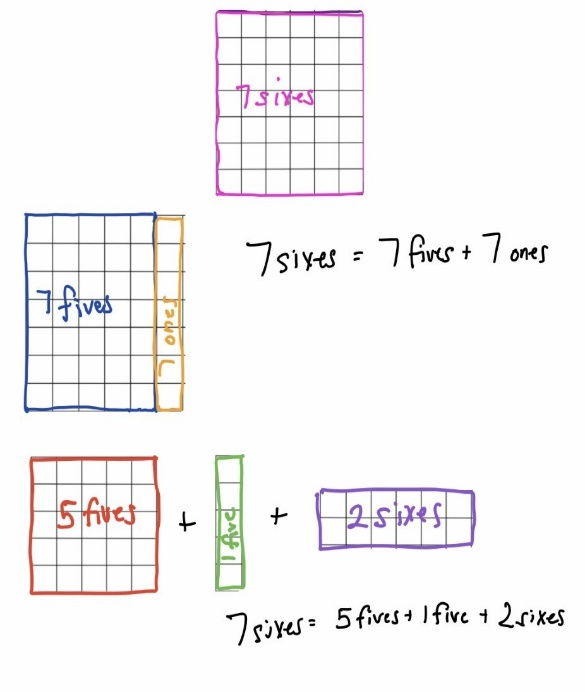 7 sixes
7 sixes = 7 fives + 7 ones
7 fives
7 ones
5 fives
+
1 five
+
2 sixes
7 sixes = 5 fives + 1 five + 2 sixes